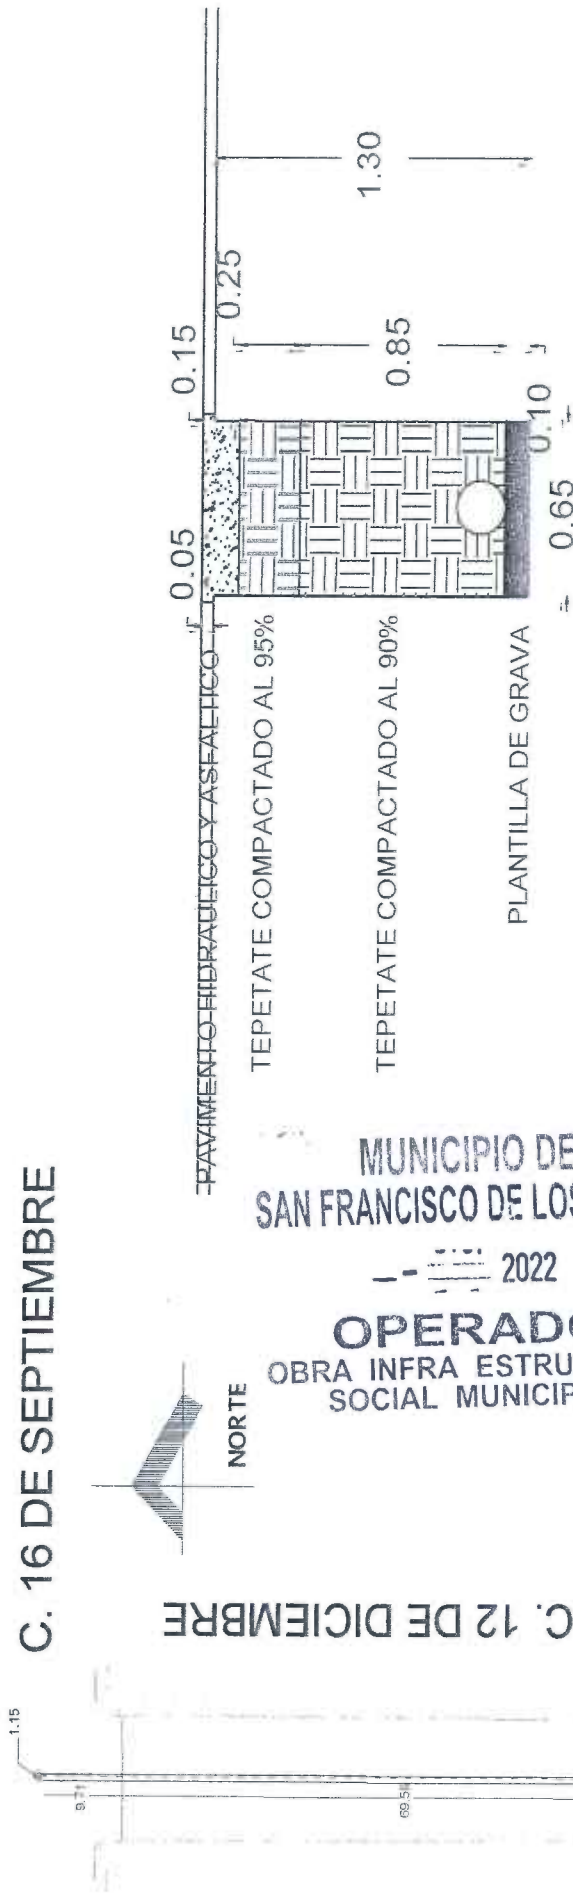 C. 16 DE SEPTIEMBRE
0.05
0.15
0.25
1.30
PAVIMENTO HIDRAULICO Y ASFALTICO
TEPETATE COMPACTADO AL 95%
TEPETATE COMPACTADO AL 90%
0.85
PLANTILLA DE GRAVA
0.10
0.65
NORTE
MUNICIPIO DE
SAN FRANCISCO DE LOS
2022
OPERADO
OBRA INFRA ESTRU
SOCIAL MUNICIP
C. 12 DE DICIEMBRE
1.15
9.71